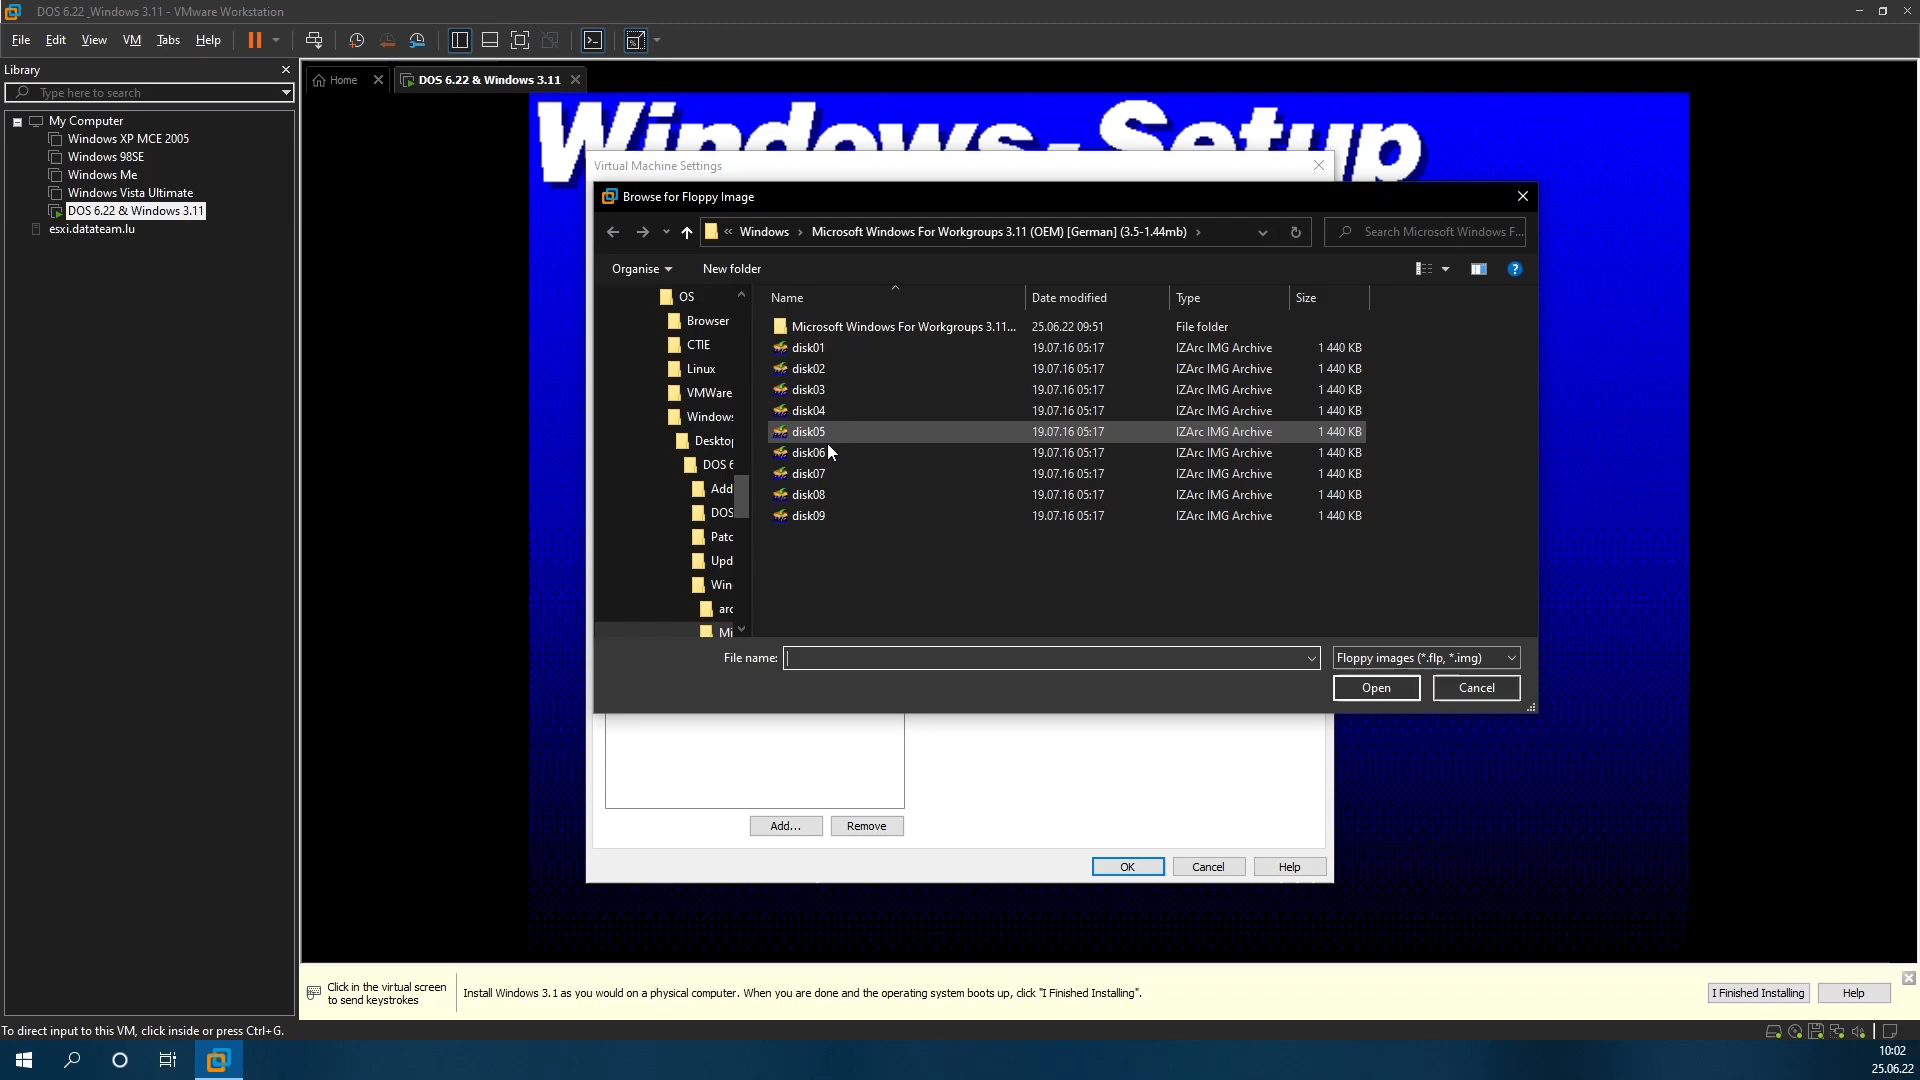 DOS 6.22_Windows 3.11 - VMware Workstation
File Edit View VM Tabs Help
Library
Type here to search
My Computer
Windows XP MCE 2005
Windows 98SE
Windows Me
Windows Vista Ultimate
DOS 6.22 & Windows 3.11
esxi.datateam.lu
Home
DOS 6.22 & Windows 3.11
Windows-Setup
Virtual Machine Settings
Browse for Floppy Image
« Windows › Microsoft Windows For Workgroups 3.11 (OEM) [German] (3.5-1.44mb) ›
Search Microsoft Windows F...
Organise
New folder
OS
Browser
CTIE
Linux
VMWare
Windows
Desktop
DOS 6
Add
DOS
Patc
Upd
Win
arc
Mi
Name Date modified Type Size
Microsoft Windows For Workgroups 3.11... 25.06.22 09:51 File folder
disk01 19.07.16 05:17 IZArc IMG Archive 1 440 KB
disk02 19.07.16 05:17 IZArc IMG Archive 1 440 KB
disk03 19.07.16 05:17 IZArc IMG Archive 1 440 KB
disk04 19.07.16 05:17 IZArc IMG Archive 1 440 KB
disk05 19.07.16 05:17 IZArc IMG Archive 1 440 KB
disk06 19.07.16 05:17 IZArc IMG Archive 1 440 KB
disk07 19.07.16 05:17 IZArc IMG Archive 1 440 KB
disk08 19.07.16 05:17 IZArc IMG Archive 1 440 KB
disk09 19.07.16 05:17 IZArc IMG Archive 1 440 KB
File name:
Floppy images (*.flp, *.img)
Open Cancel
Add... Remove
OK Cancel Help
Click in the virtual screen
to send keystrokes
Install Windows 3.1 as you would on a physical computer. When you are done and the operating system boots up, click "I Finished Installing".
I Finished Installing Help
To direct input to this VM, click inside or press Ctrl+G.
10:02
25.06.22